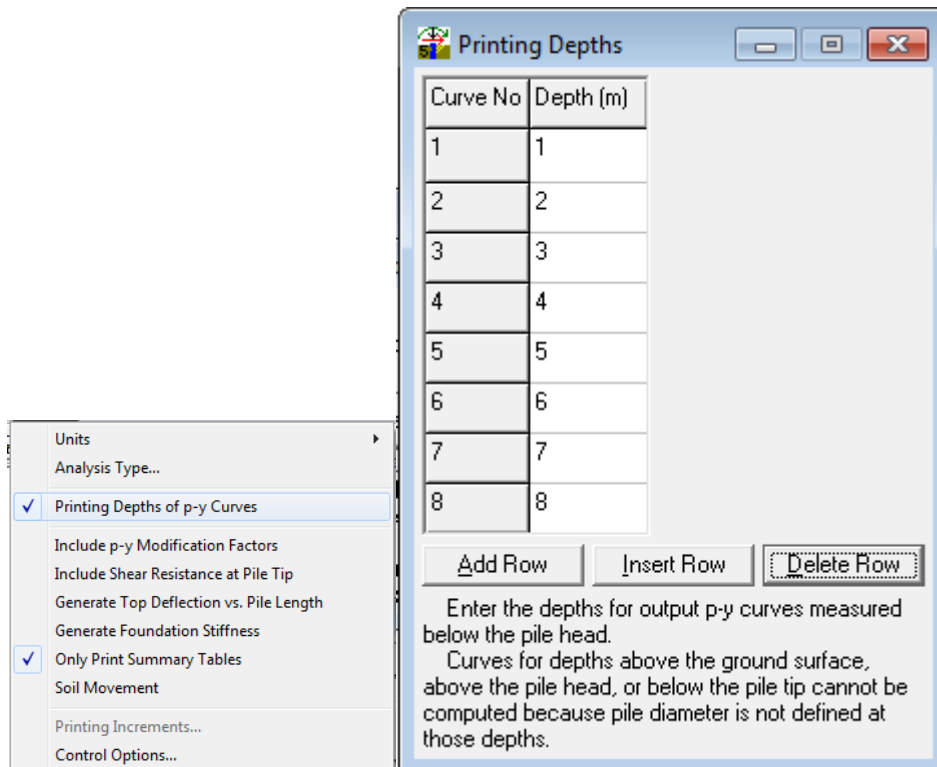 Units
Analysis Type...
Printing Depths of p-y Curves
Include p-y Modification Factors
Include Shear Resistance at Pile Tip
Generate Top Deflection vs. Pile Length
Generate Foundation Stiffness
Only Print Summary Tables
Soil Movement
Printing Increments...
Control Options...
Printing Depths
Curve No Depth (m)
1 1
2 2
3 3
4 4
5 5
6 6
7 7
8 8
Add Row Insert Row Delete Row
Enter the depths for output p-y curves measured
below the pile head.
Curves for depths above the ground surface,
above the pile head, or below the pile tip cannot be
computed because pile diameter is not defined at
those depths.